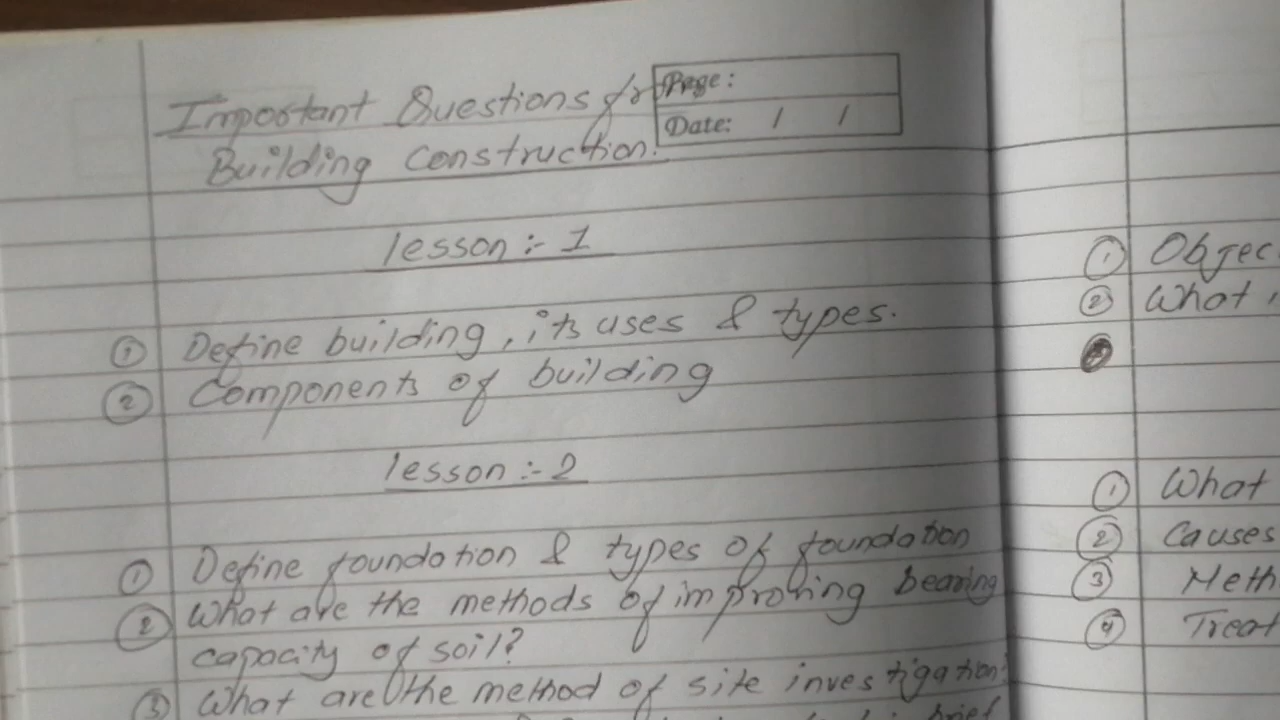 Important Questions for
Page:
Date: / /
Building Construction.
lesson :- 1
① Define building, its uses & types.
② Components of building
lesson :- 2
① Define foundation & types of foundation
② What are the methods of improving bearing
capacity of soil?
③ What are the method of site investigation?
brief
① Objec
② What
① What
② Causes
③ Meth
④ Treat